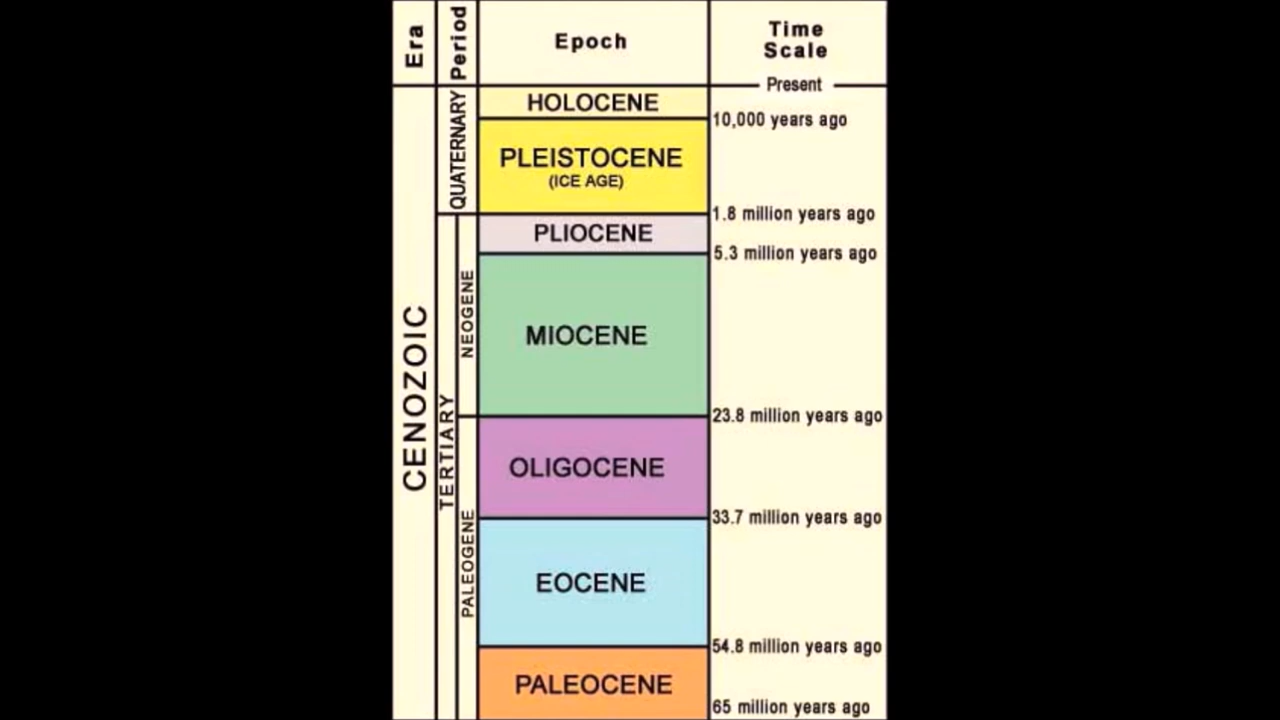 Era
Period
Epoch
Time
Scale
Present
CENOZOIC
QUATERNARY
HOLOCENE
10,000 years ago
PLEISTOCENE
(ICE AGE)
1.8 million years ago
TERTIARY
NEOGENE
PLIOCENE
5.3 million years ago
MIOCENE
23.8 million years ago
PALEOGENE
OLIGOCENE
33.7 million years ago
EOCENE
54.8 million years ago
PALEOCENE
65 million years ago